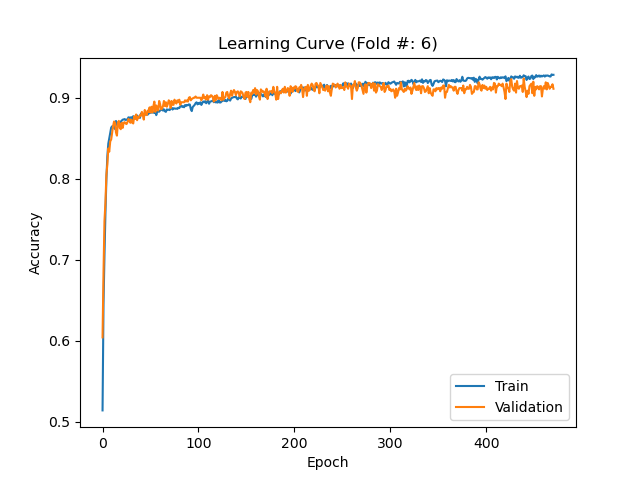 Learning Curve (Fold #: 6)
Accuracy
0.9
0.8
0.7
0.6
0.5
Train
Validation
0 100 200 300 400
Epoch